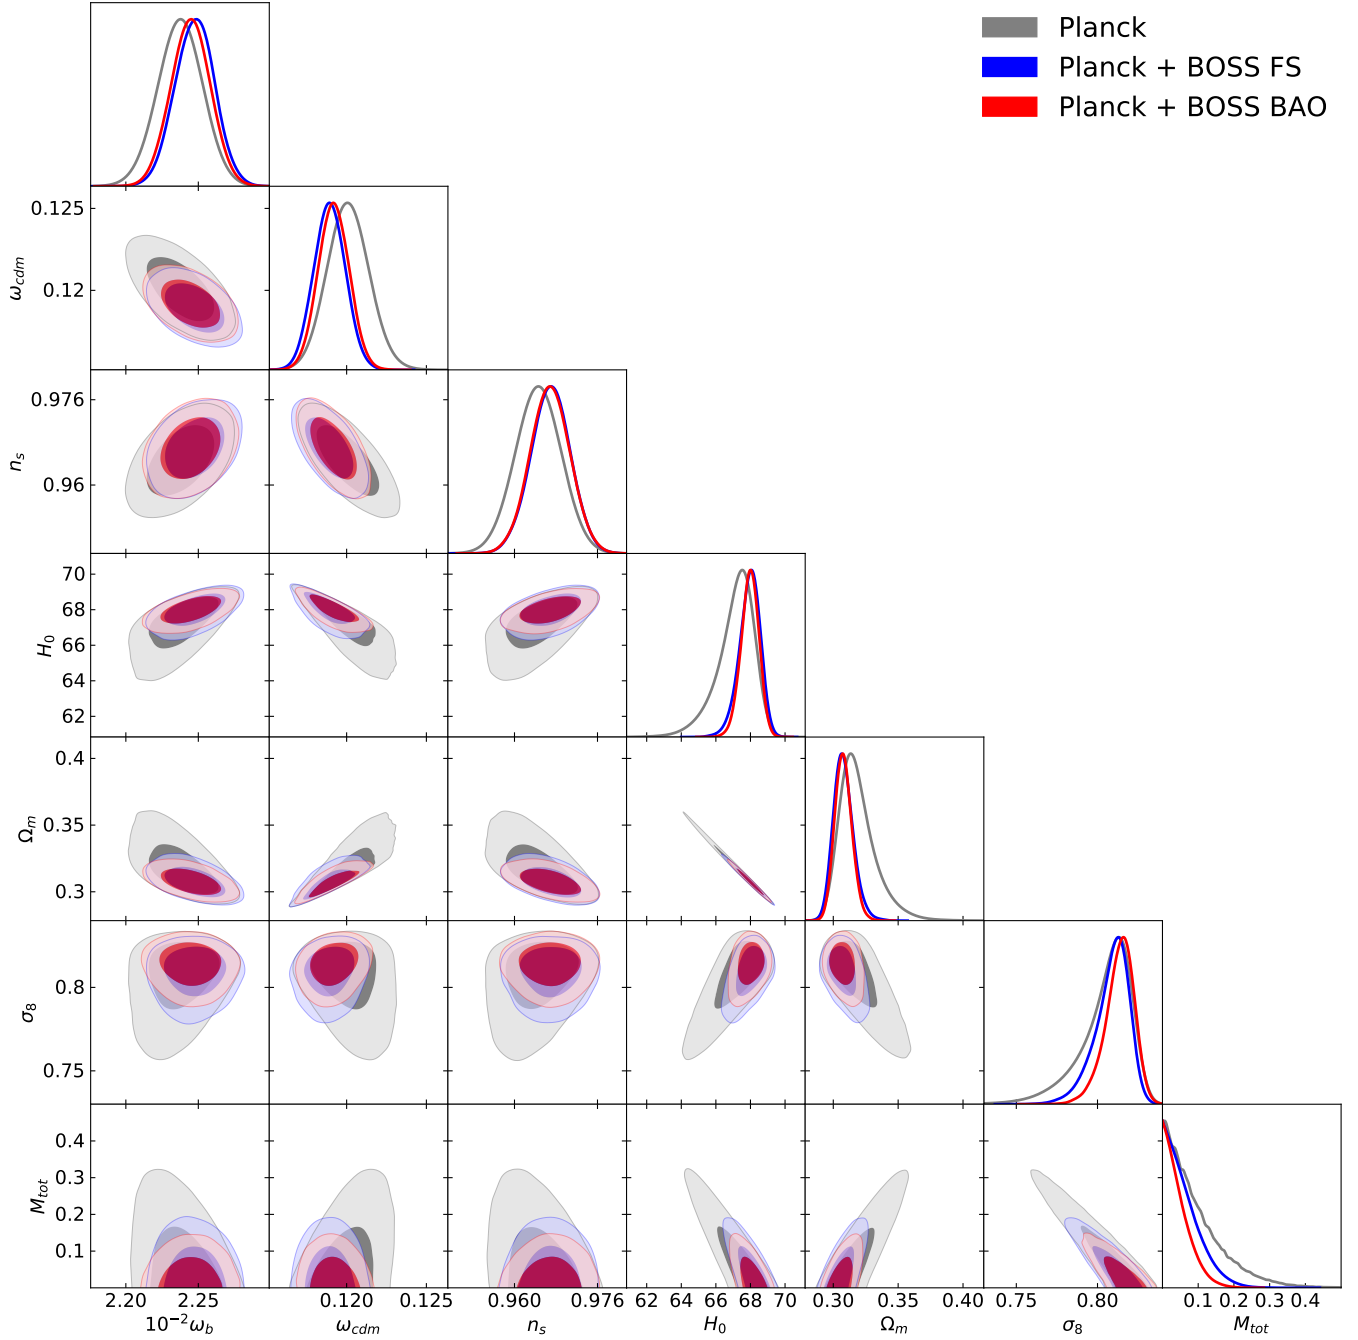 Planck
Planck + BOSS FS
Planck + BOSS BAO
0.125
0.12
ω_cdm
0.976
0.96
n_s
70
68
66
64
62
H_0
0.4
0.35
0.3
Ω_m
0.8
0.75
σ_8
0.4
0.3
0.2
0.1
M_tot
2.20 2.25 0.120 0.125 0.960 0.976 62 64 66 68 70 0.30 0.35 0.40 0.75 0.80 0.1 0.2 0.3 0.4
10^{-2}ω_b ω_cdm n_s H_0 Ω_m σ_8 M_tot